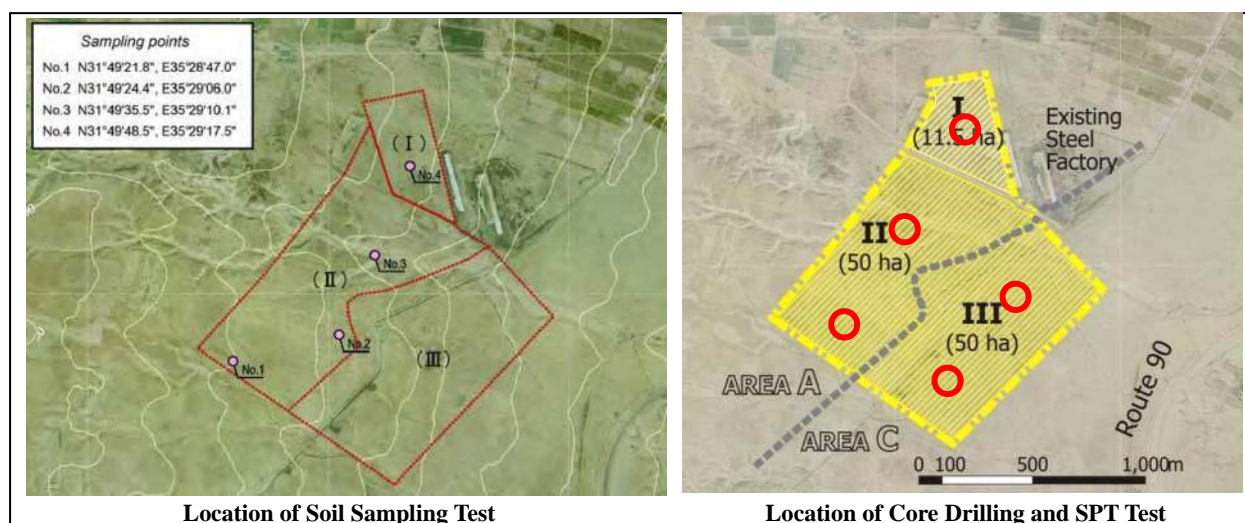 Sampling points
No.1 N31°49'21.8", E35°28'47.0"
No.2 N31°49'24.4", E35°29'06.0"
No.3 N31°49'35.5", E35°29'10.1"
No.4 N31°49'48.5", E35°29'17.5"
(I)
No.4
No.3
(II)
No.2
(III)
No.1
Location of Soil Sampling Test
I
(11.5 ha)
Existing
Steel
Factory
II
(50 ha)
III
(50 ha)
AREA A
AREA C
Route 90
0 100 500 1,000m
Location of Core Drilling and SPT Test